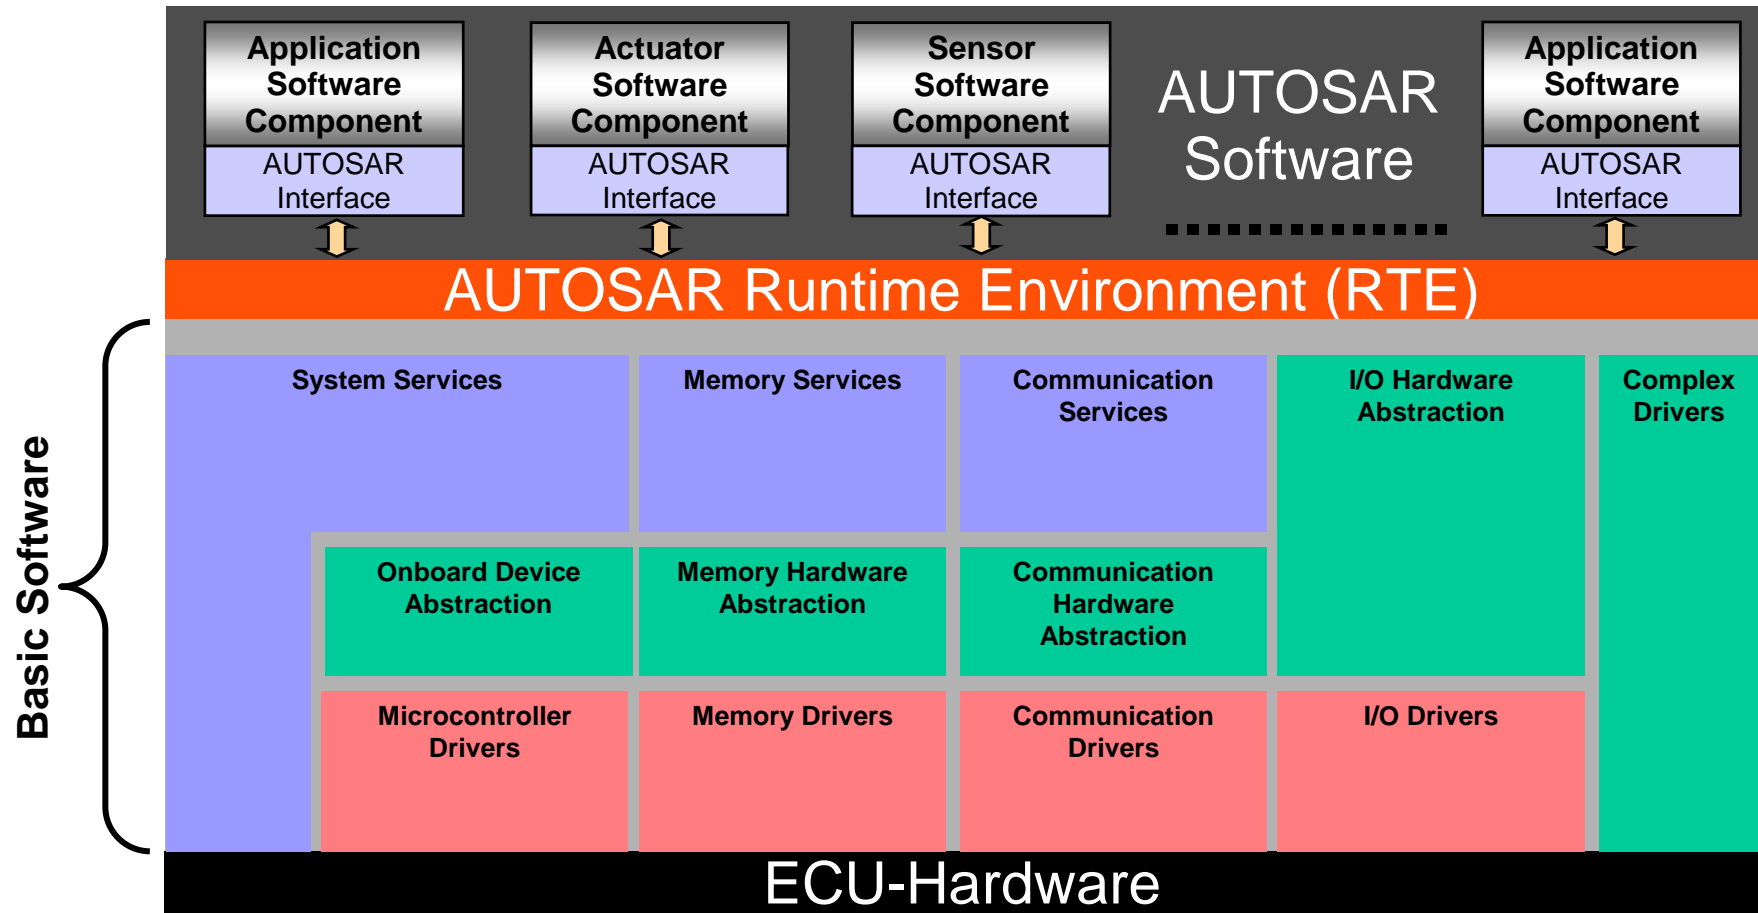 Application
Software
Component
AUTOSAR
Interface
Actuator
Software
Component
AUTOSAR
Interface
Sensor
Software
Component
AUTOSAR
Interface
AUTOSAR
Software
Application
Software
Component
AUTOSAR
Interface
AUTOSAR Runtime Environment (RTE)
Basic Software
System Services
Memory Services
Communication
Services
I/O Hardware
Abstraction
Complex
Drivers
Onboard Device
Abstraction
Memory Hardware
Abstraction
Communication
Hardware
Abstraction
Microcontroller
Drivers
Memory Drivers
Communication
Drivers
I/O Drivers
ECU-Hardware